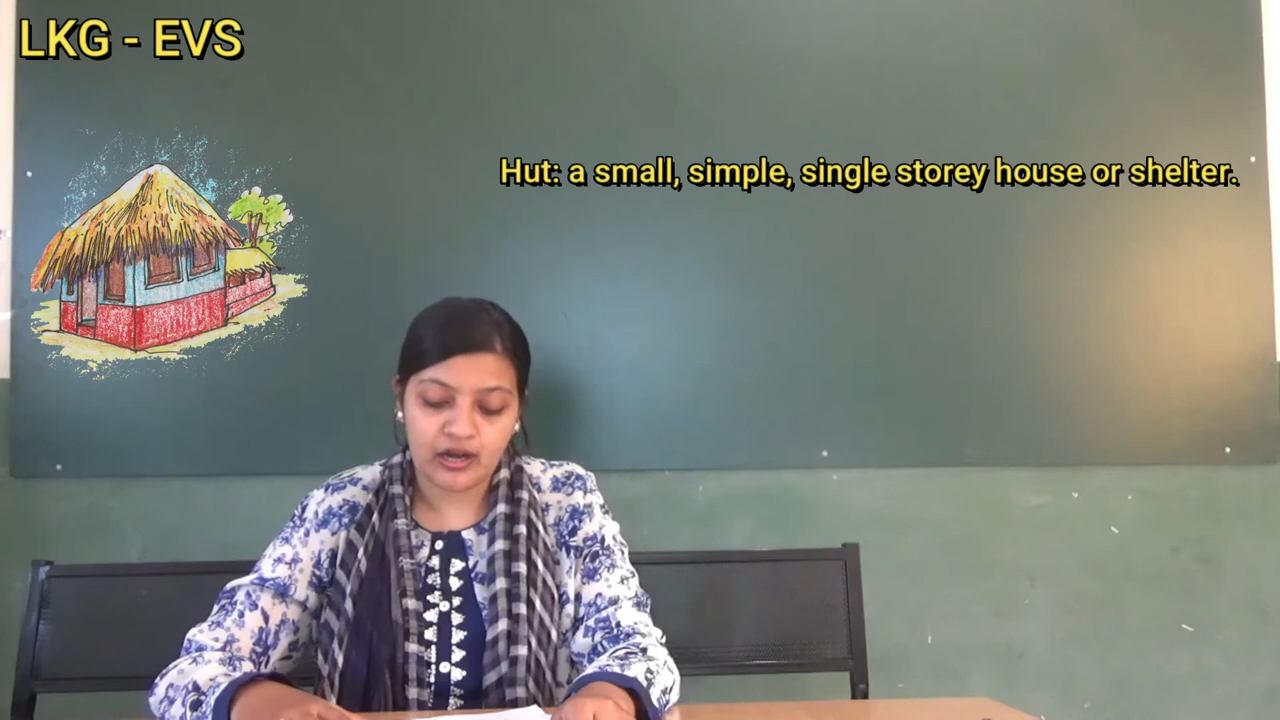 LKG - EVS
Hut: a small, simple, single storey house or shelter.